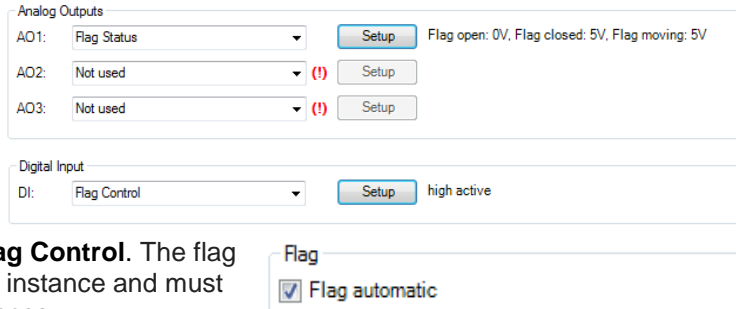 Analog Outputs
AO1: Flag Status Setup Flag open: 0V, Flag closed: 5V, Flag moving: 5V
AO2: Not used (!) Setup
AO3: Not used (!) Setup
Digital Input
DI: Flag Control Setup high active
ag Control. The flag
instance and must
Flag
Flag automatic